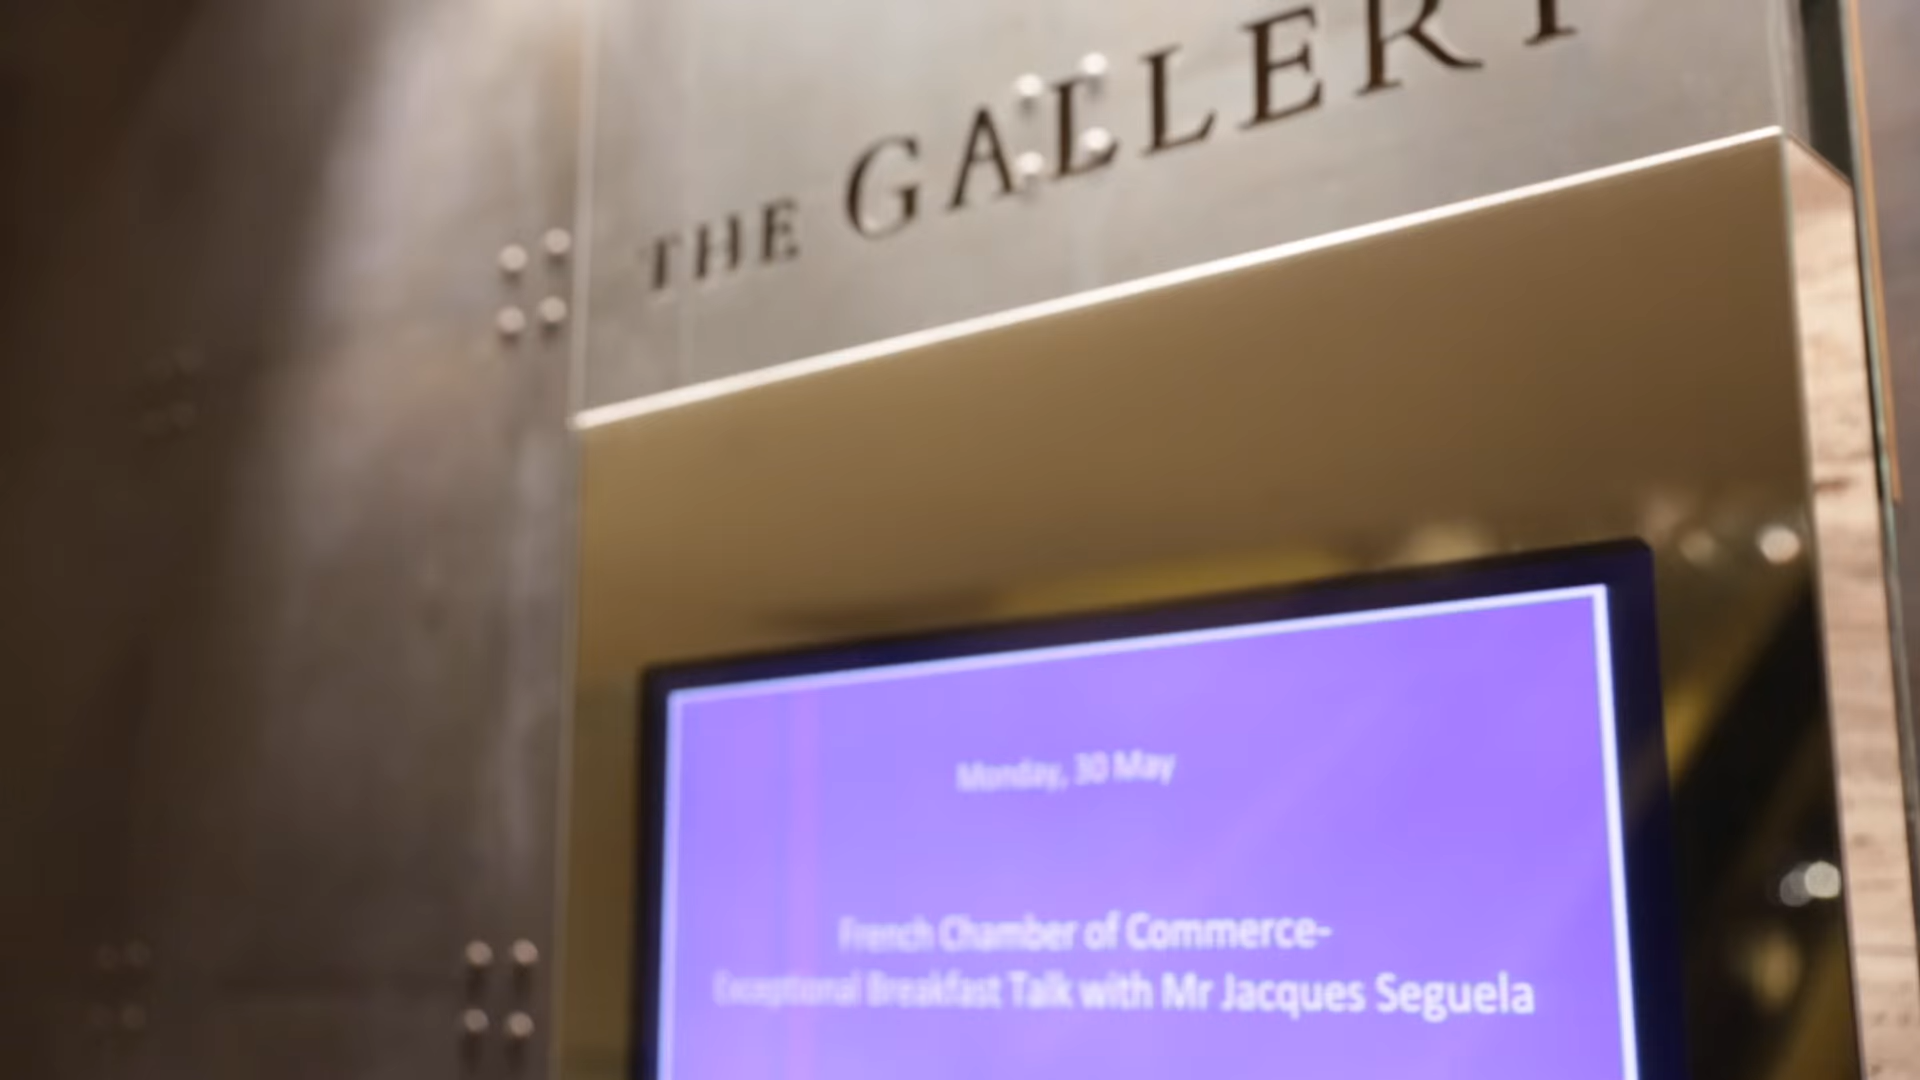 THE GALLERY
Monday, 30 May
French Chamber of Commerce-
Exceptional Breakfast Talk with Mr Jacques Seguela